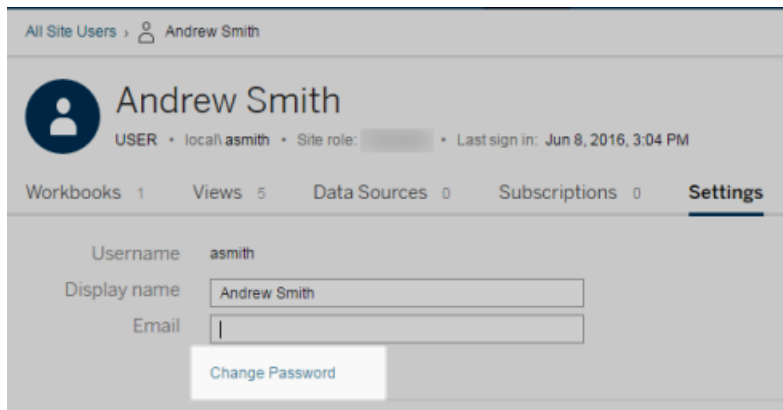 All Site Users › Andrew Smith
Andrew Smith
USER • local\asmith • Site role: • Last sign in: Jun 8, 2016, 3:04 PM
Workbooks 1 Views 5 Data Sources 0 Subscriptions 0 Settings
Username asmith
Display name Andrew Smith
Email
Change Password